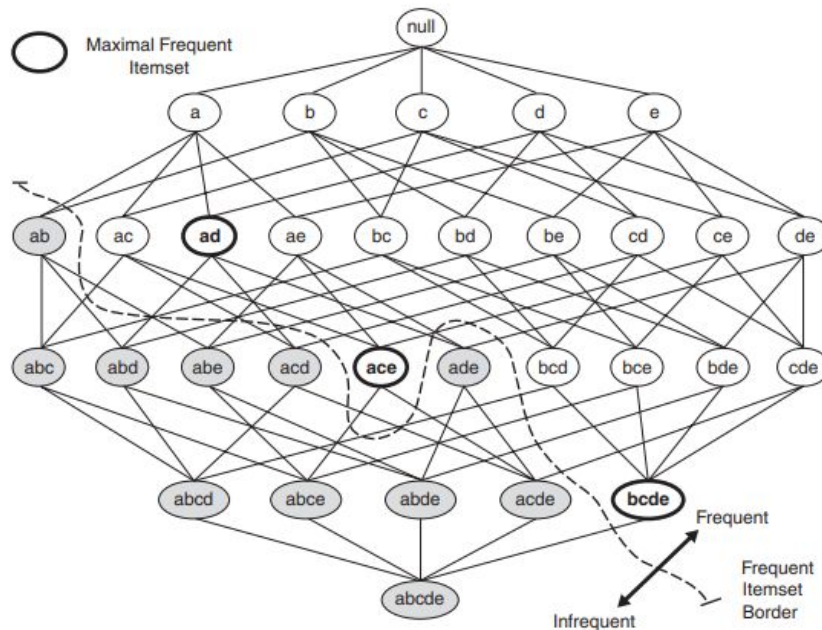 null
Maximal Frequent
Itemset
a b c d e
ab ac ad ae bc bd be cd ce de
abc abd abe acd ace ade bcd bce bde cde
abcd abce abde acde bcde
Frequent
Frequent
Itemset
Border
Infrequent
abcde